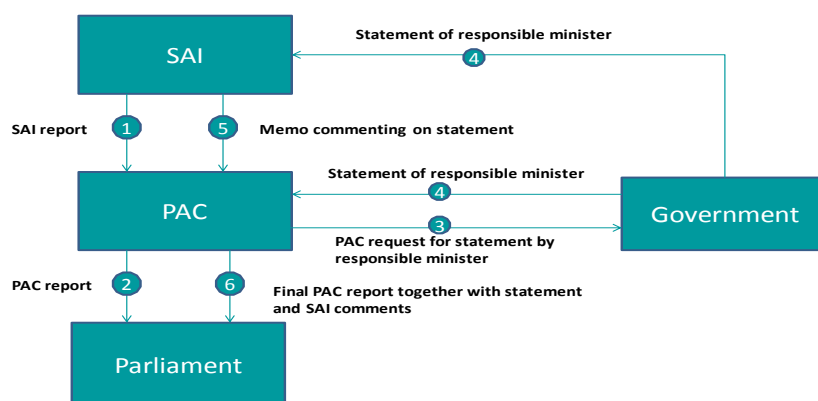 Statement of responsible minister
4
SAI
SAI report
1
5
Memo commenting on statement
Statement of responsible minister
4
PAC
3
Government
PAC request for statement by
responsible minister
PAC report
2
6
Final PAC report together with statement
and SAI comments
Parliament